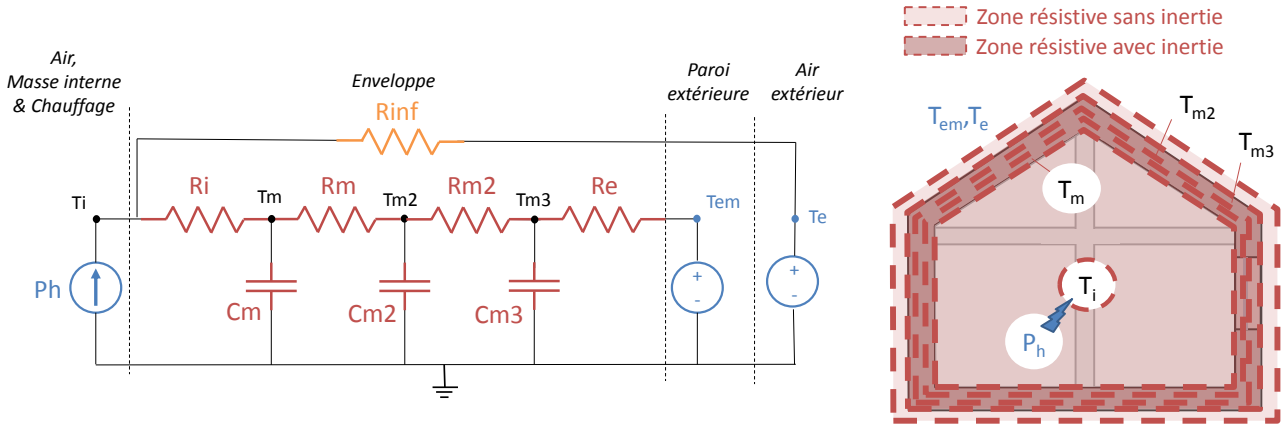 Zone résistive sans inertie
Zone résistive avec inertie
Air,
Masse interne
& Chauffage
Enveloppe
Paroi
extérieure
Air
extérieur
Rinf
Ti
Ri
Tm
Rm
Tm2
Rm2
Tm3
Re
Tem
Te
Ph
Cm
Cm2
Cm3
+
-
+
-
Tem,Te
Tm2
Tm3
Tm
Ti
Ph